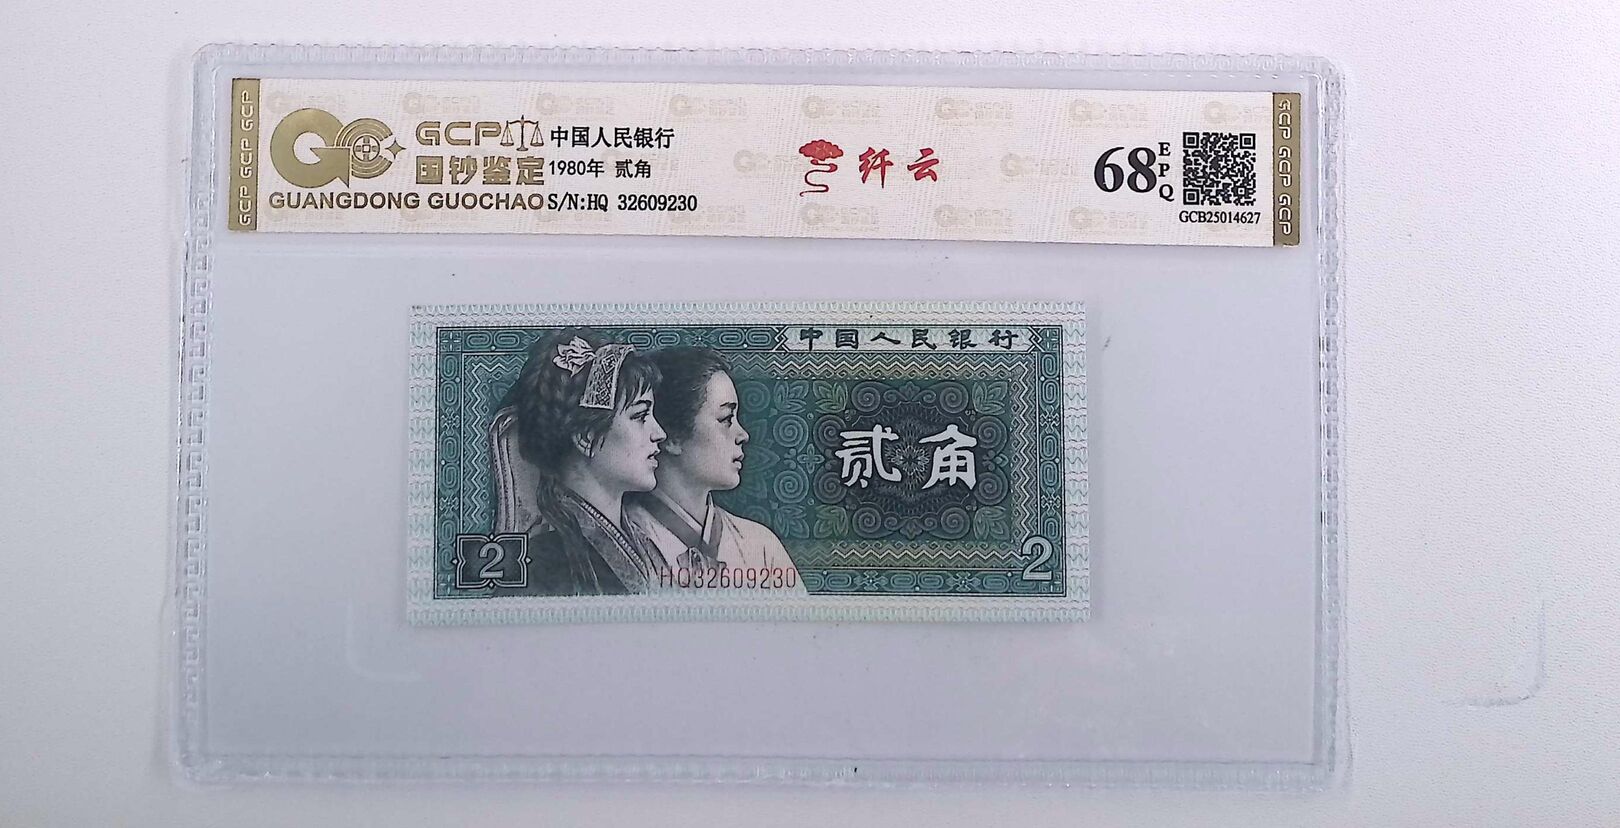 GCP GCP GCP
GCP 中国人民银行
国钞鉴定 1980年 贰角
GUANGDONG GUOCHAO S/N:HQ 32609230
纤云
68 EPQ
GCB25014627
GCP GCP GCP
中国人民银行
贰角
2
2
HQ32609230